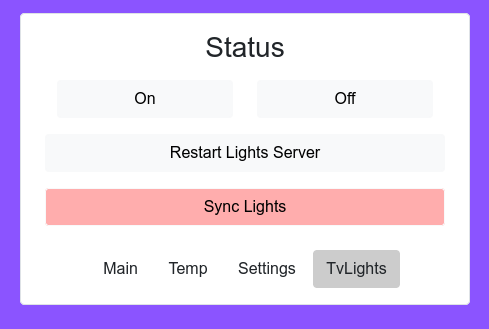 Status
On Off
Restart Lights Server
Sync Lights
Main Temp Settings TvLights